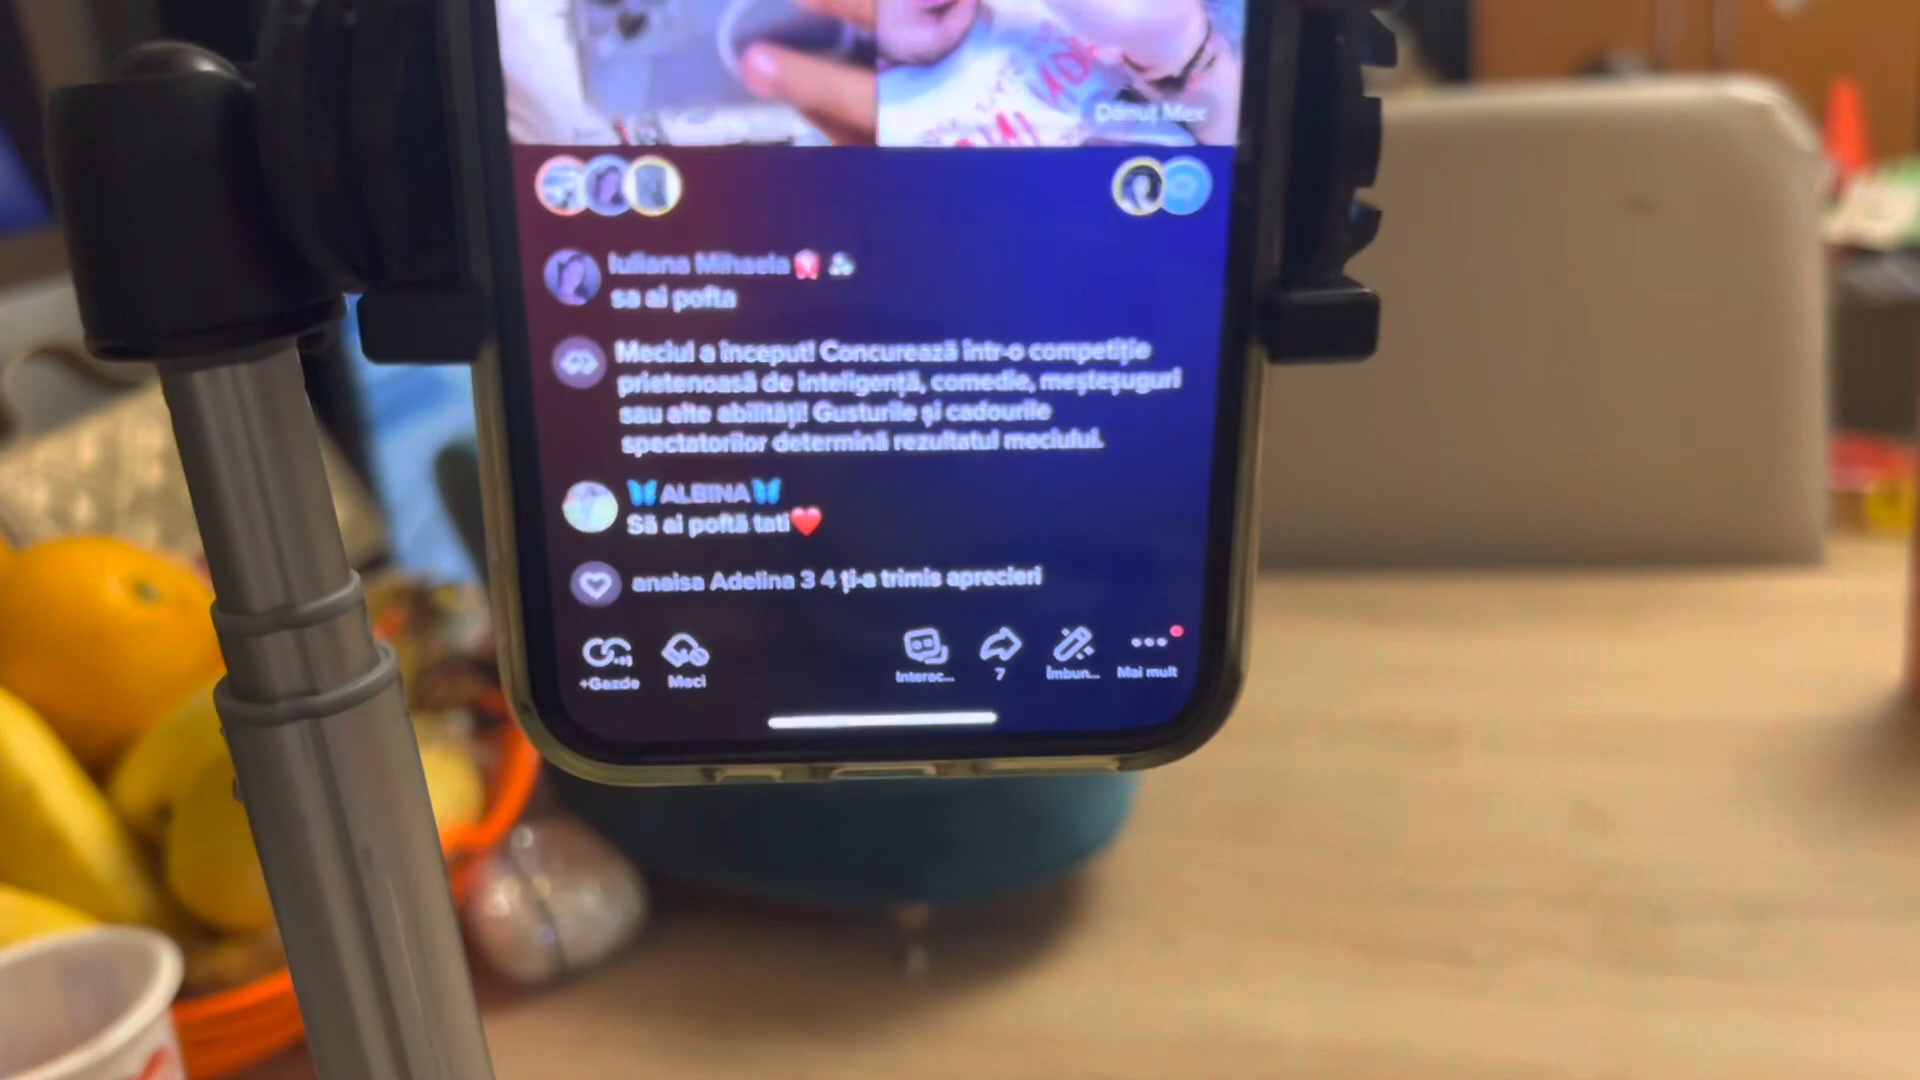 Dănuț Mex
Iuliana Mihaela
sa ai pofta
Meciul a început! Concurează într-o competiție
prietenoasă de inteligență, comedie, meșteșuguri
sau alte abilități! Gusturile și cadourile
spectatorilor determină rezultatul meciului.
🦋ALBINA🦋
Să ai poftă tati❤️
anaisa Adelina 3 4 ți-a trimis aprecieri
+Gazde
Meci
Interac...
7
Îmbun...
Mai mult